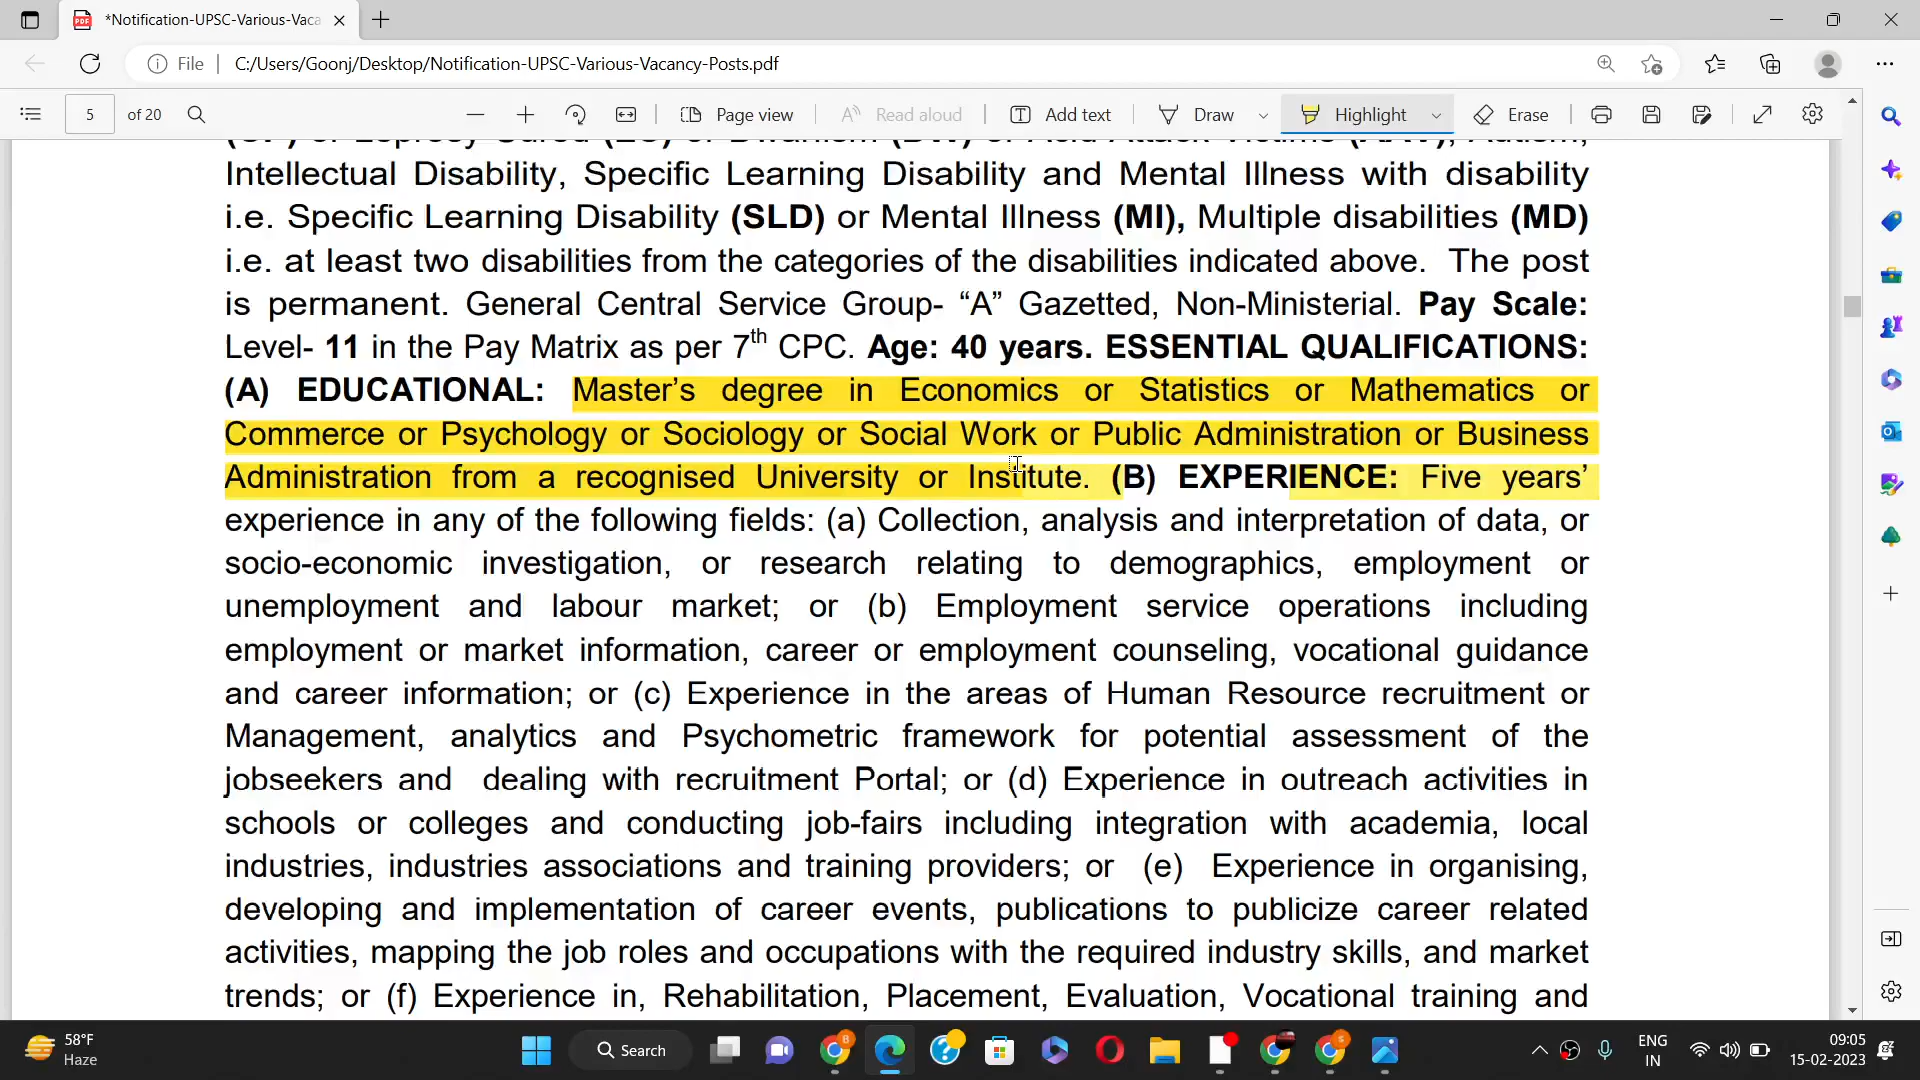 *Notification-UPSC-Various-Vaca
File
C:/Users/Goonj/Desktop/Notification-UPSC-Various-Vacancy-Posts.pdf
5 of 20
Page view
Read aloud
Add text
Draw
Highlight
Erase
Intellectual Disability, Specific Learning Disability and Mental Illness with disability
i.e. Specific Learning Disability (SLD) or Mental Illness (MI), Multiple disabilities (MD)
i.e. at least two disabilities from the categories of the disabilities indicated above. The post
is permanent. General Central Service Group- “A” Gazetted, Non-Ministerial. Pay Scale:
Level- 11 in the Pay Matrix as per 7th CPC. Age: 40 years. ESSENTIAL QUALIFICATIONS:
(A) EDUCATIONAL: Master’s degree in Economics or Statistics or Mathematics or
Commerce or Psychology or Sociology or Social Work or Public Administration or Business
Administration from a recognised University or Institute. (B) EXPERIENCE: Five years’
experience in any of the following fields: (a) Collection, analysis and interpretation of data, or
socio-economic investigation, or research relating to demographics, employment or
unemployment and labour market; or (b) Employment service operations including
employment or market information, career or employment counseling, vocational guidance
and career information; or (c) Experience in the areas of Human Resource recruitment or
Management, analytics and Psychometric framework for potential assessment of the
jobseekers and dealing with recruitment Portal; or (d) Experience in outreach activities in
schools or colleges and conducting job-fairs including integration with academia, local
industries, industries associations and training providers; or (e) Experience in organising,
developing and implementation of career events, publications to publicize career related
activities, mapping the job roles and occupations with the required industry skills, and market
trends; or (f) Experience in, Rehabilitation, Placement, Evaluation, Vocational training and
58°F
Haze
Search
ENG
IN
09:05
15-02-2023